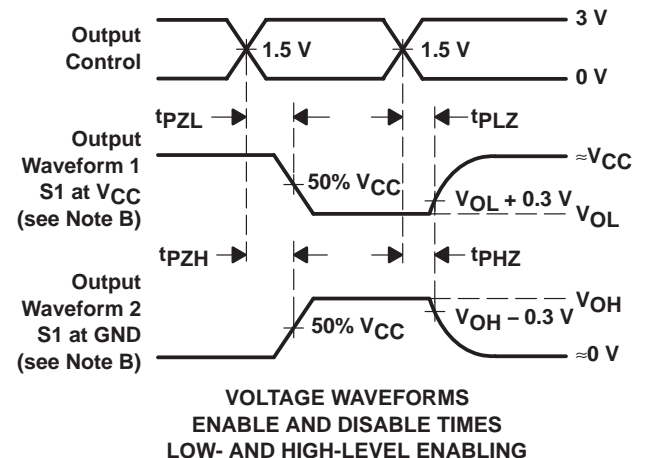 Output
Control
1.5 V
1.5 V
3 V
0 V
tPZL
tPLZ
Output
Waveform 1
S1 at VCC
(see Note B)
50% VCC
≈VCC
VOL + 0.3 V
VOL
tPZH
tPHZ
Output
Waveform 2
S1 at GND
(see Note B)
50% VCC
VOH
VOH – 0.3 V
≈0 V
VOLTAGE WAVEFORMS
ENABLE AND DISABLE TIMES
LOW- AND HIGH-LEVEL ENABLING